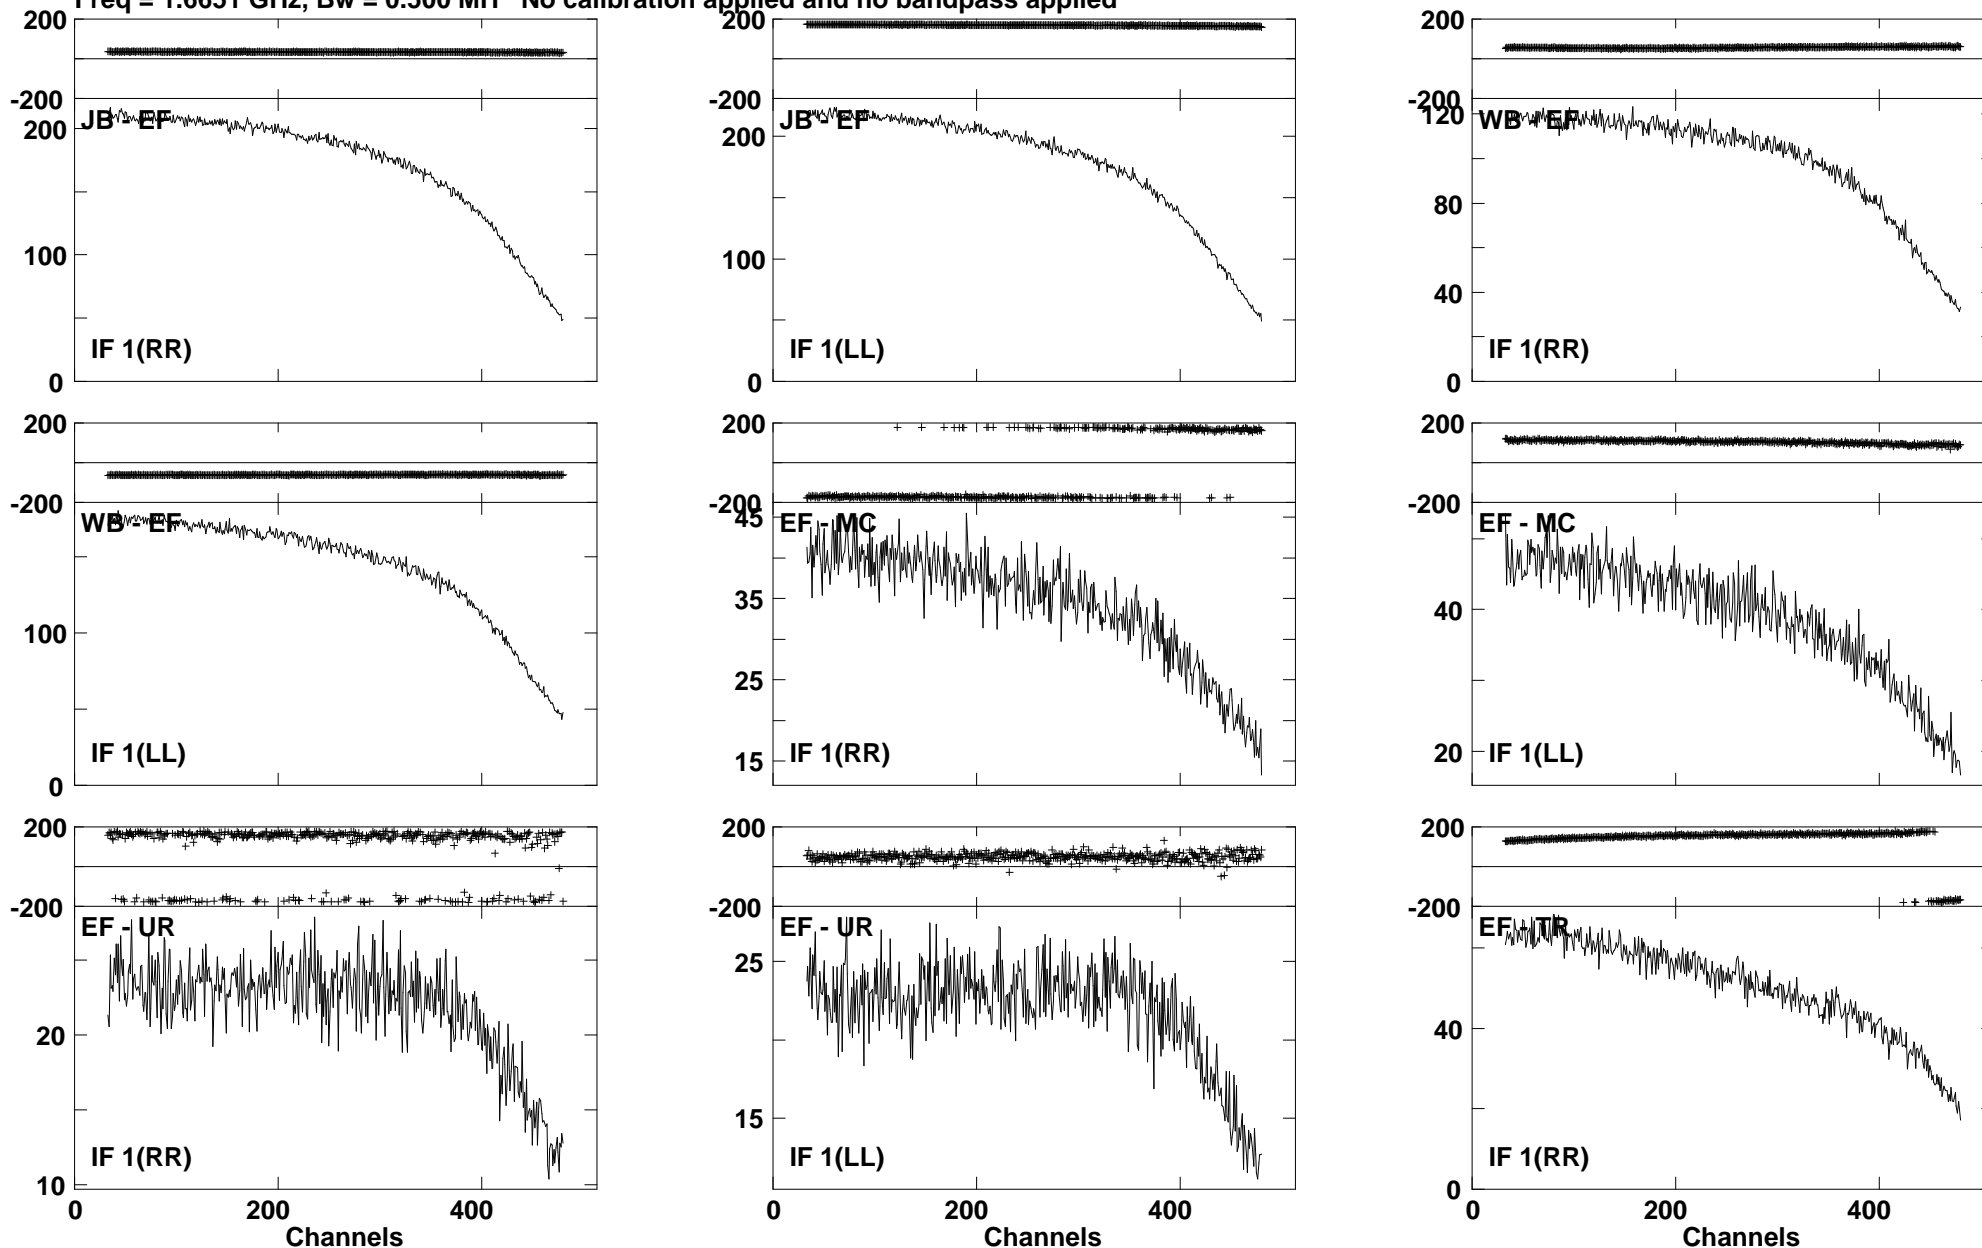 Freq = 1.6651 GHz, Bw = 0.500 MH No calibration applied and no bandpass applied
200
-200
JB - EF
200
100
0
IF 1(RR)
200
-200
JB - EF
200
100
0
IF 1(LL)
200
-200
WB - EF
120
80
40
0
IF 1(RR)
200
-200
WB - EF
100
0
IF 1(LL)
200
-200
EF - MC
45
35
25
15
IF 1(RR)
200
-200
EF - MC
40
20
IF 1(LL)
200
-200
EF - UR
20
10
IF 1(RR)
0 200 400
Channels
200
-200
EF - UR
25
15
IF 1(LL)
0 200 400
Channels
200
-200
EF - TR
40
0
IF 1(RR)
0 200 400
Channels